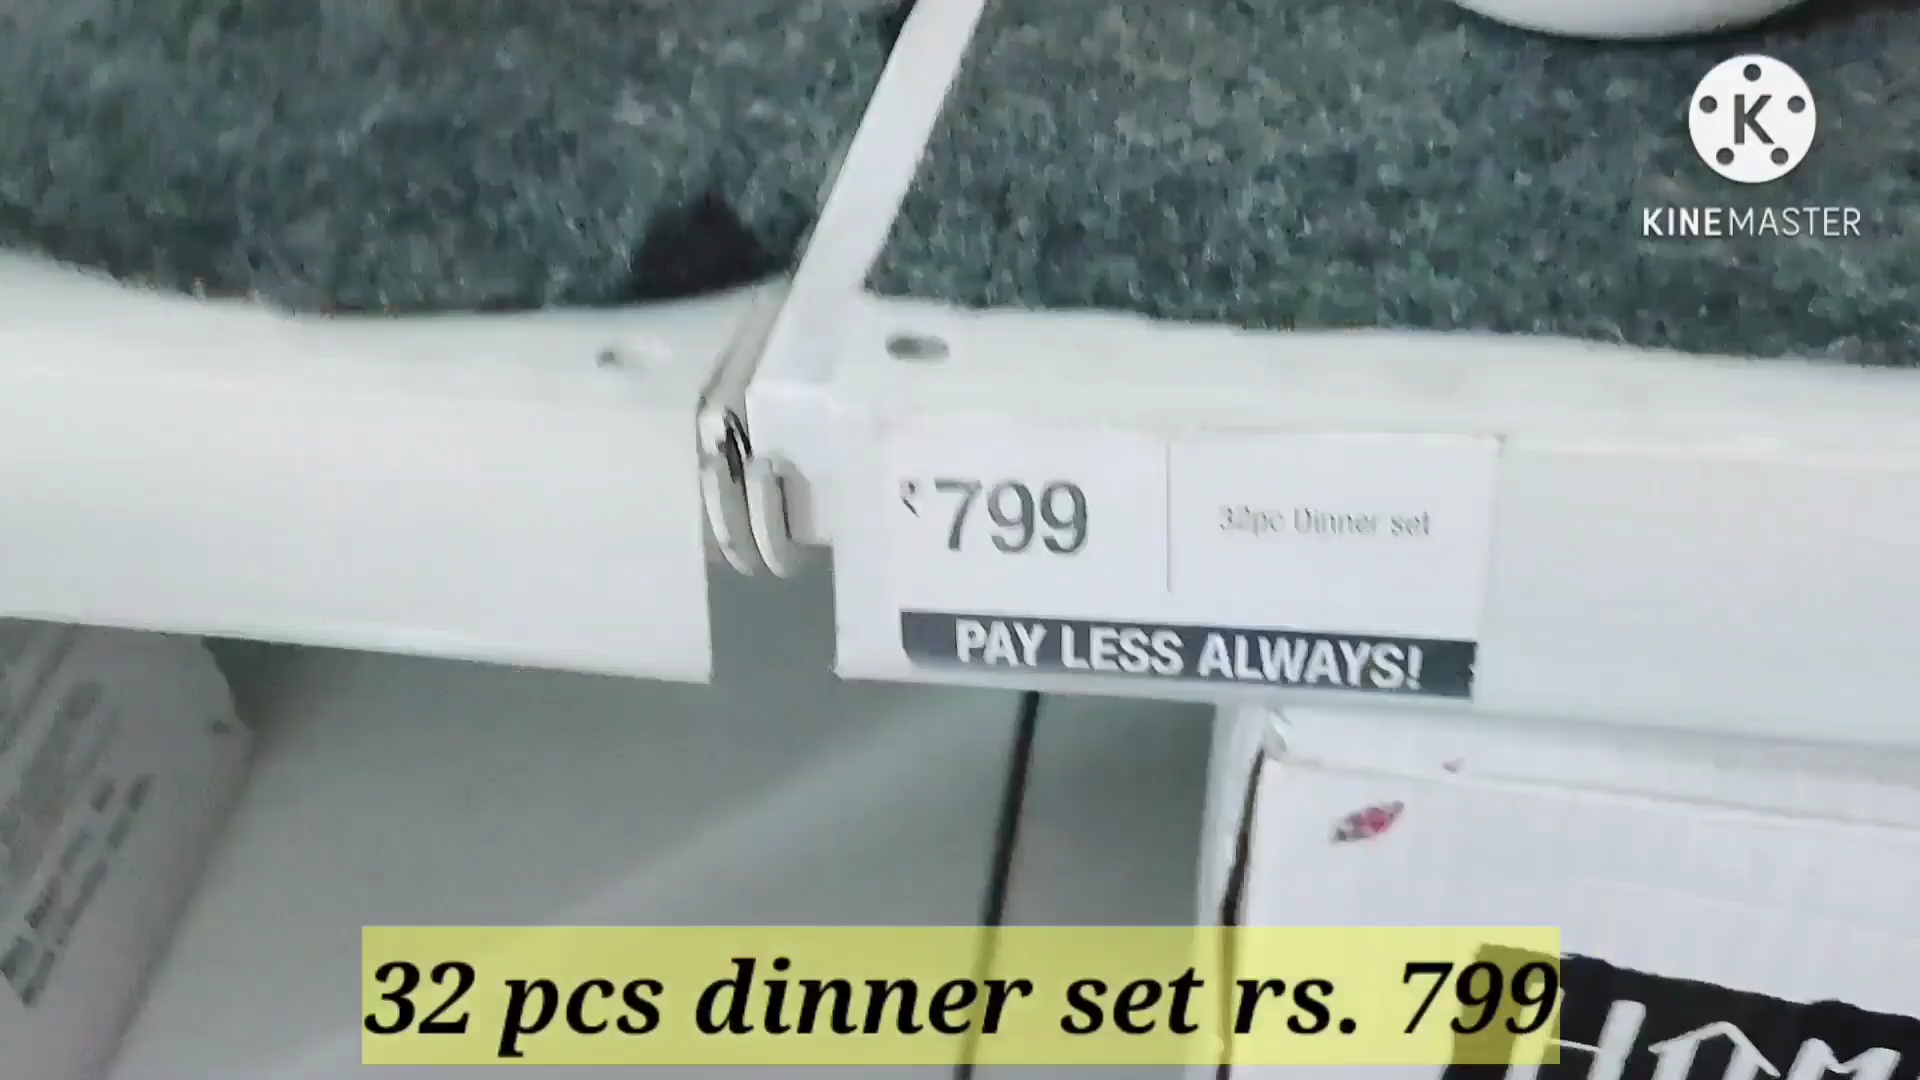 K
KINEMASTER
₹799
32pc Dinner set
PAY LESS ALWAYS!
32 pcs dinner set rs. 799